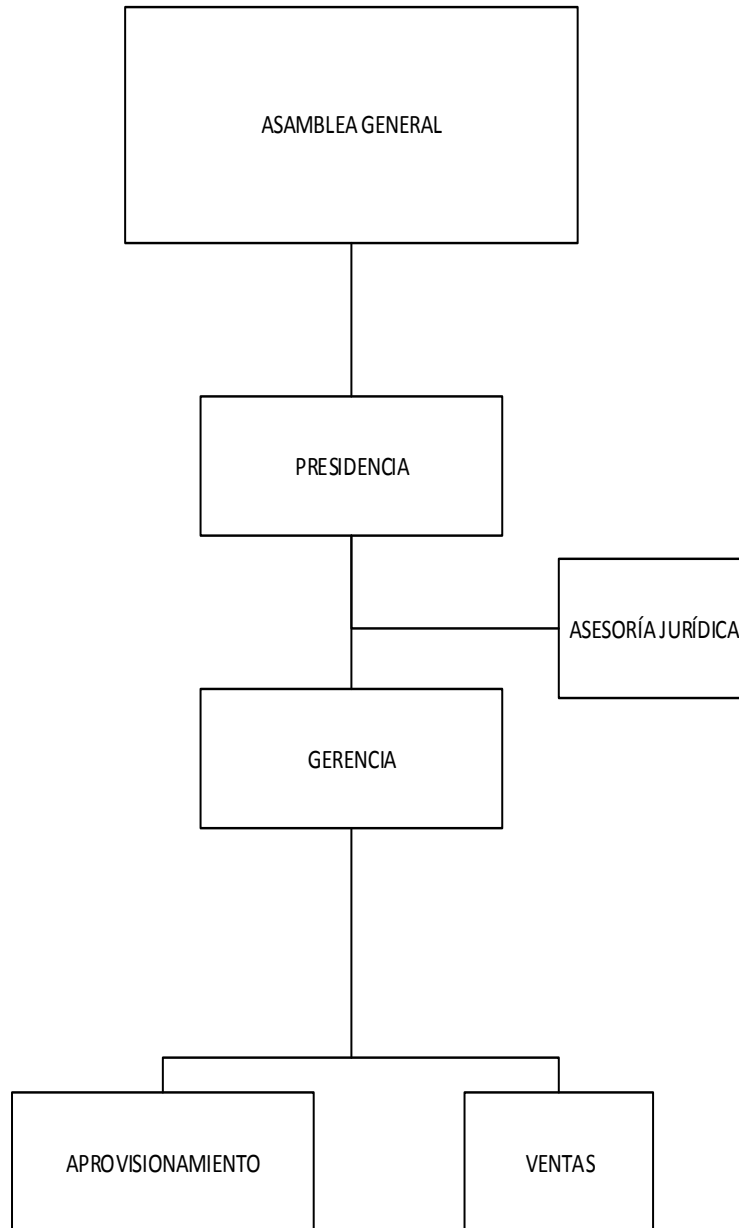 ASAMBLEA GENERAL
PRESIDENCIA
ASESORÍA JURÍDICA
GERENCIA
APROVISIONAMIENTO
VENTAS